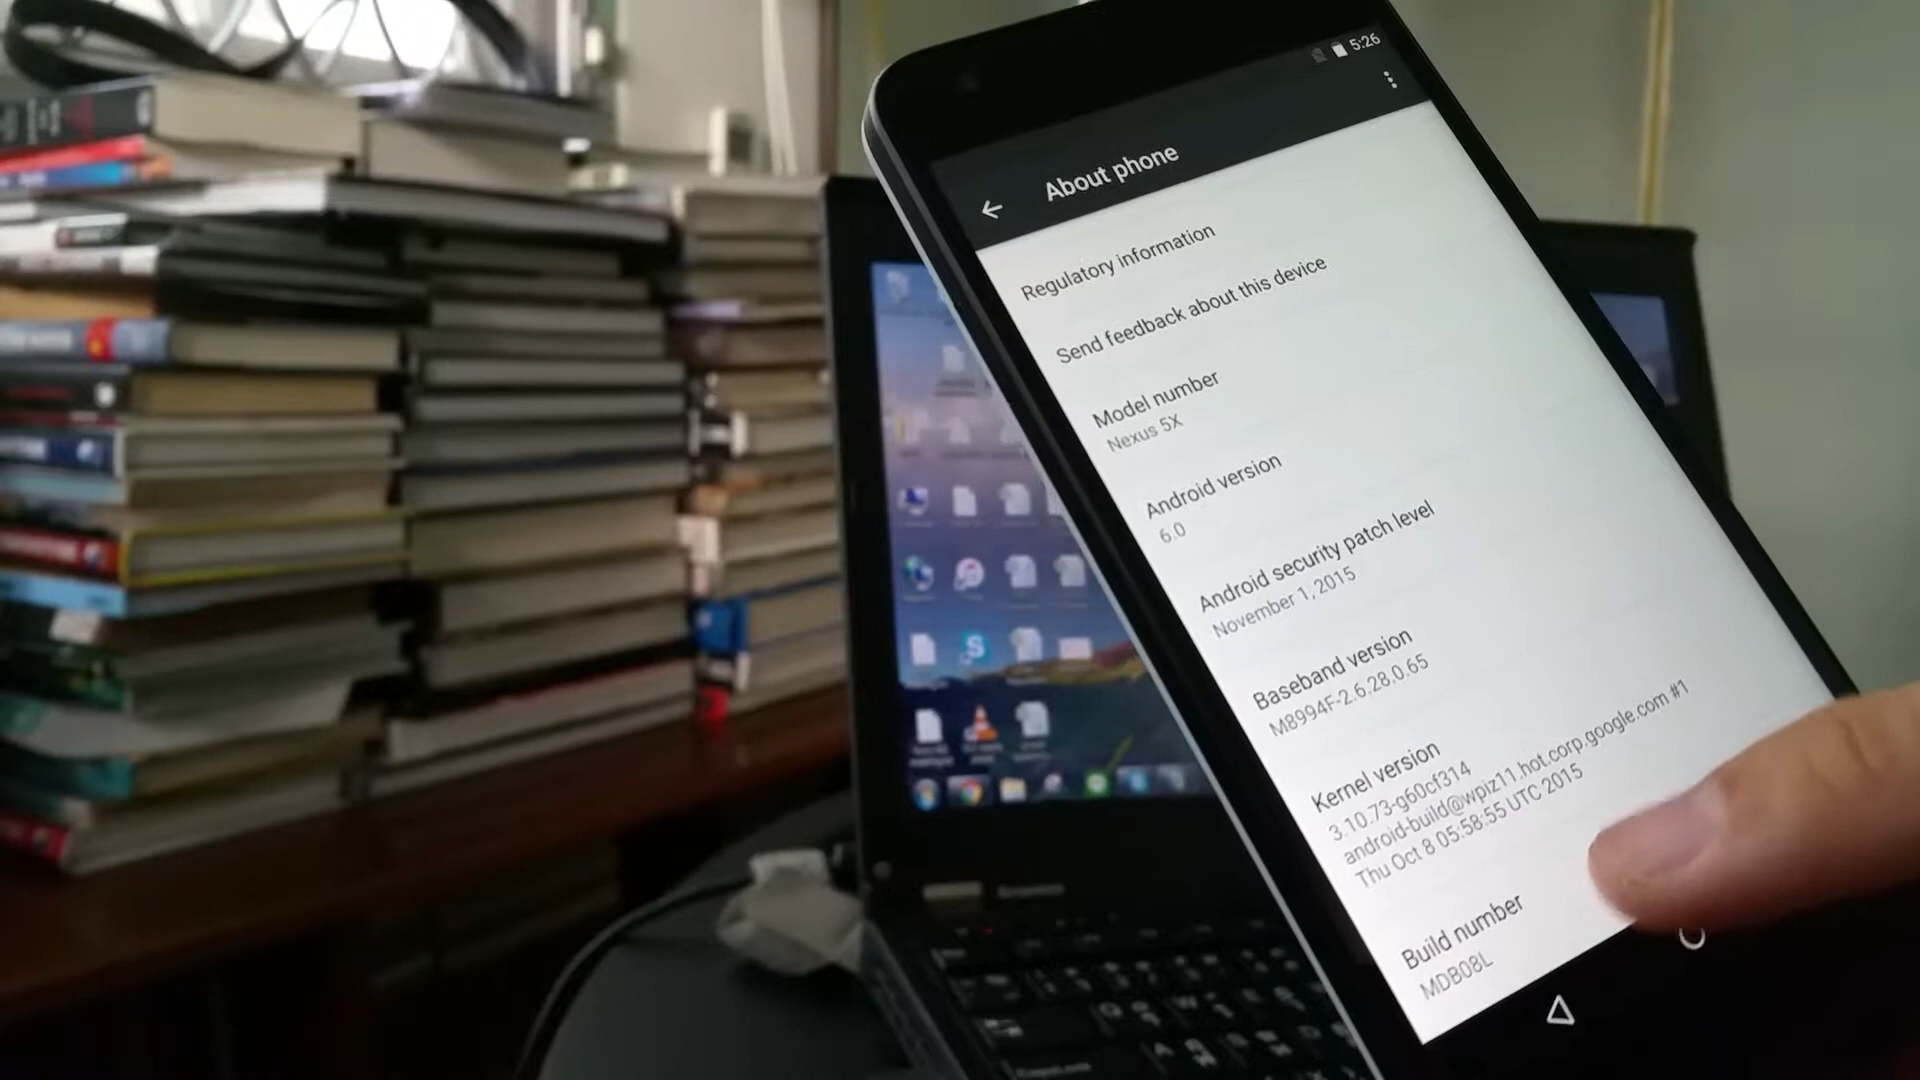 5:26
About phone
Regulatory information
Send feedback about this device
Model number
Nexus 5X
Android version
6.0
Android security patch level
November 1, 2015
Baseband version
M8994F-2.6.28.0.65
Kernel version
3.10.73-g60cf314
android-build@wpiz11.hot.corp.google.com #1
Thu Oct 8 05:58:55 UTC 2015
Build number
MDB08L